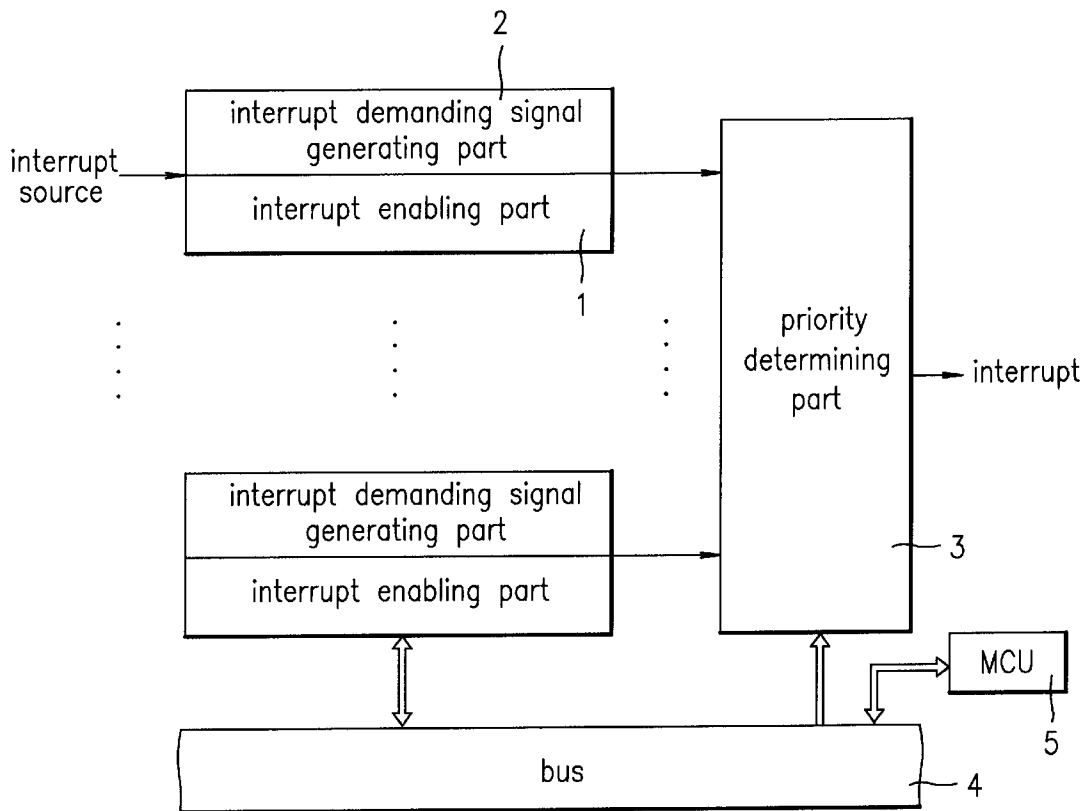 2
interrupt demanding signal
generating part
interrupt
source
interrupt enabling part
1
priority
determining
part
interrupt
interrupt demanding signal
generating part
interrupt enabling part
3
MCU
5
bus
4